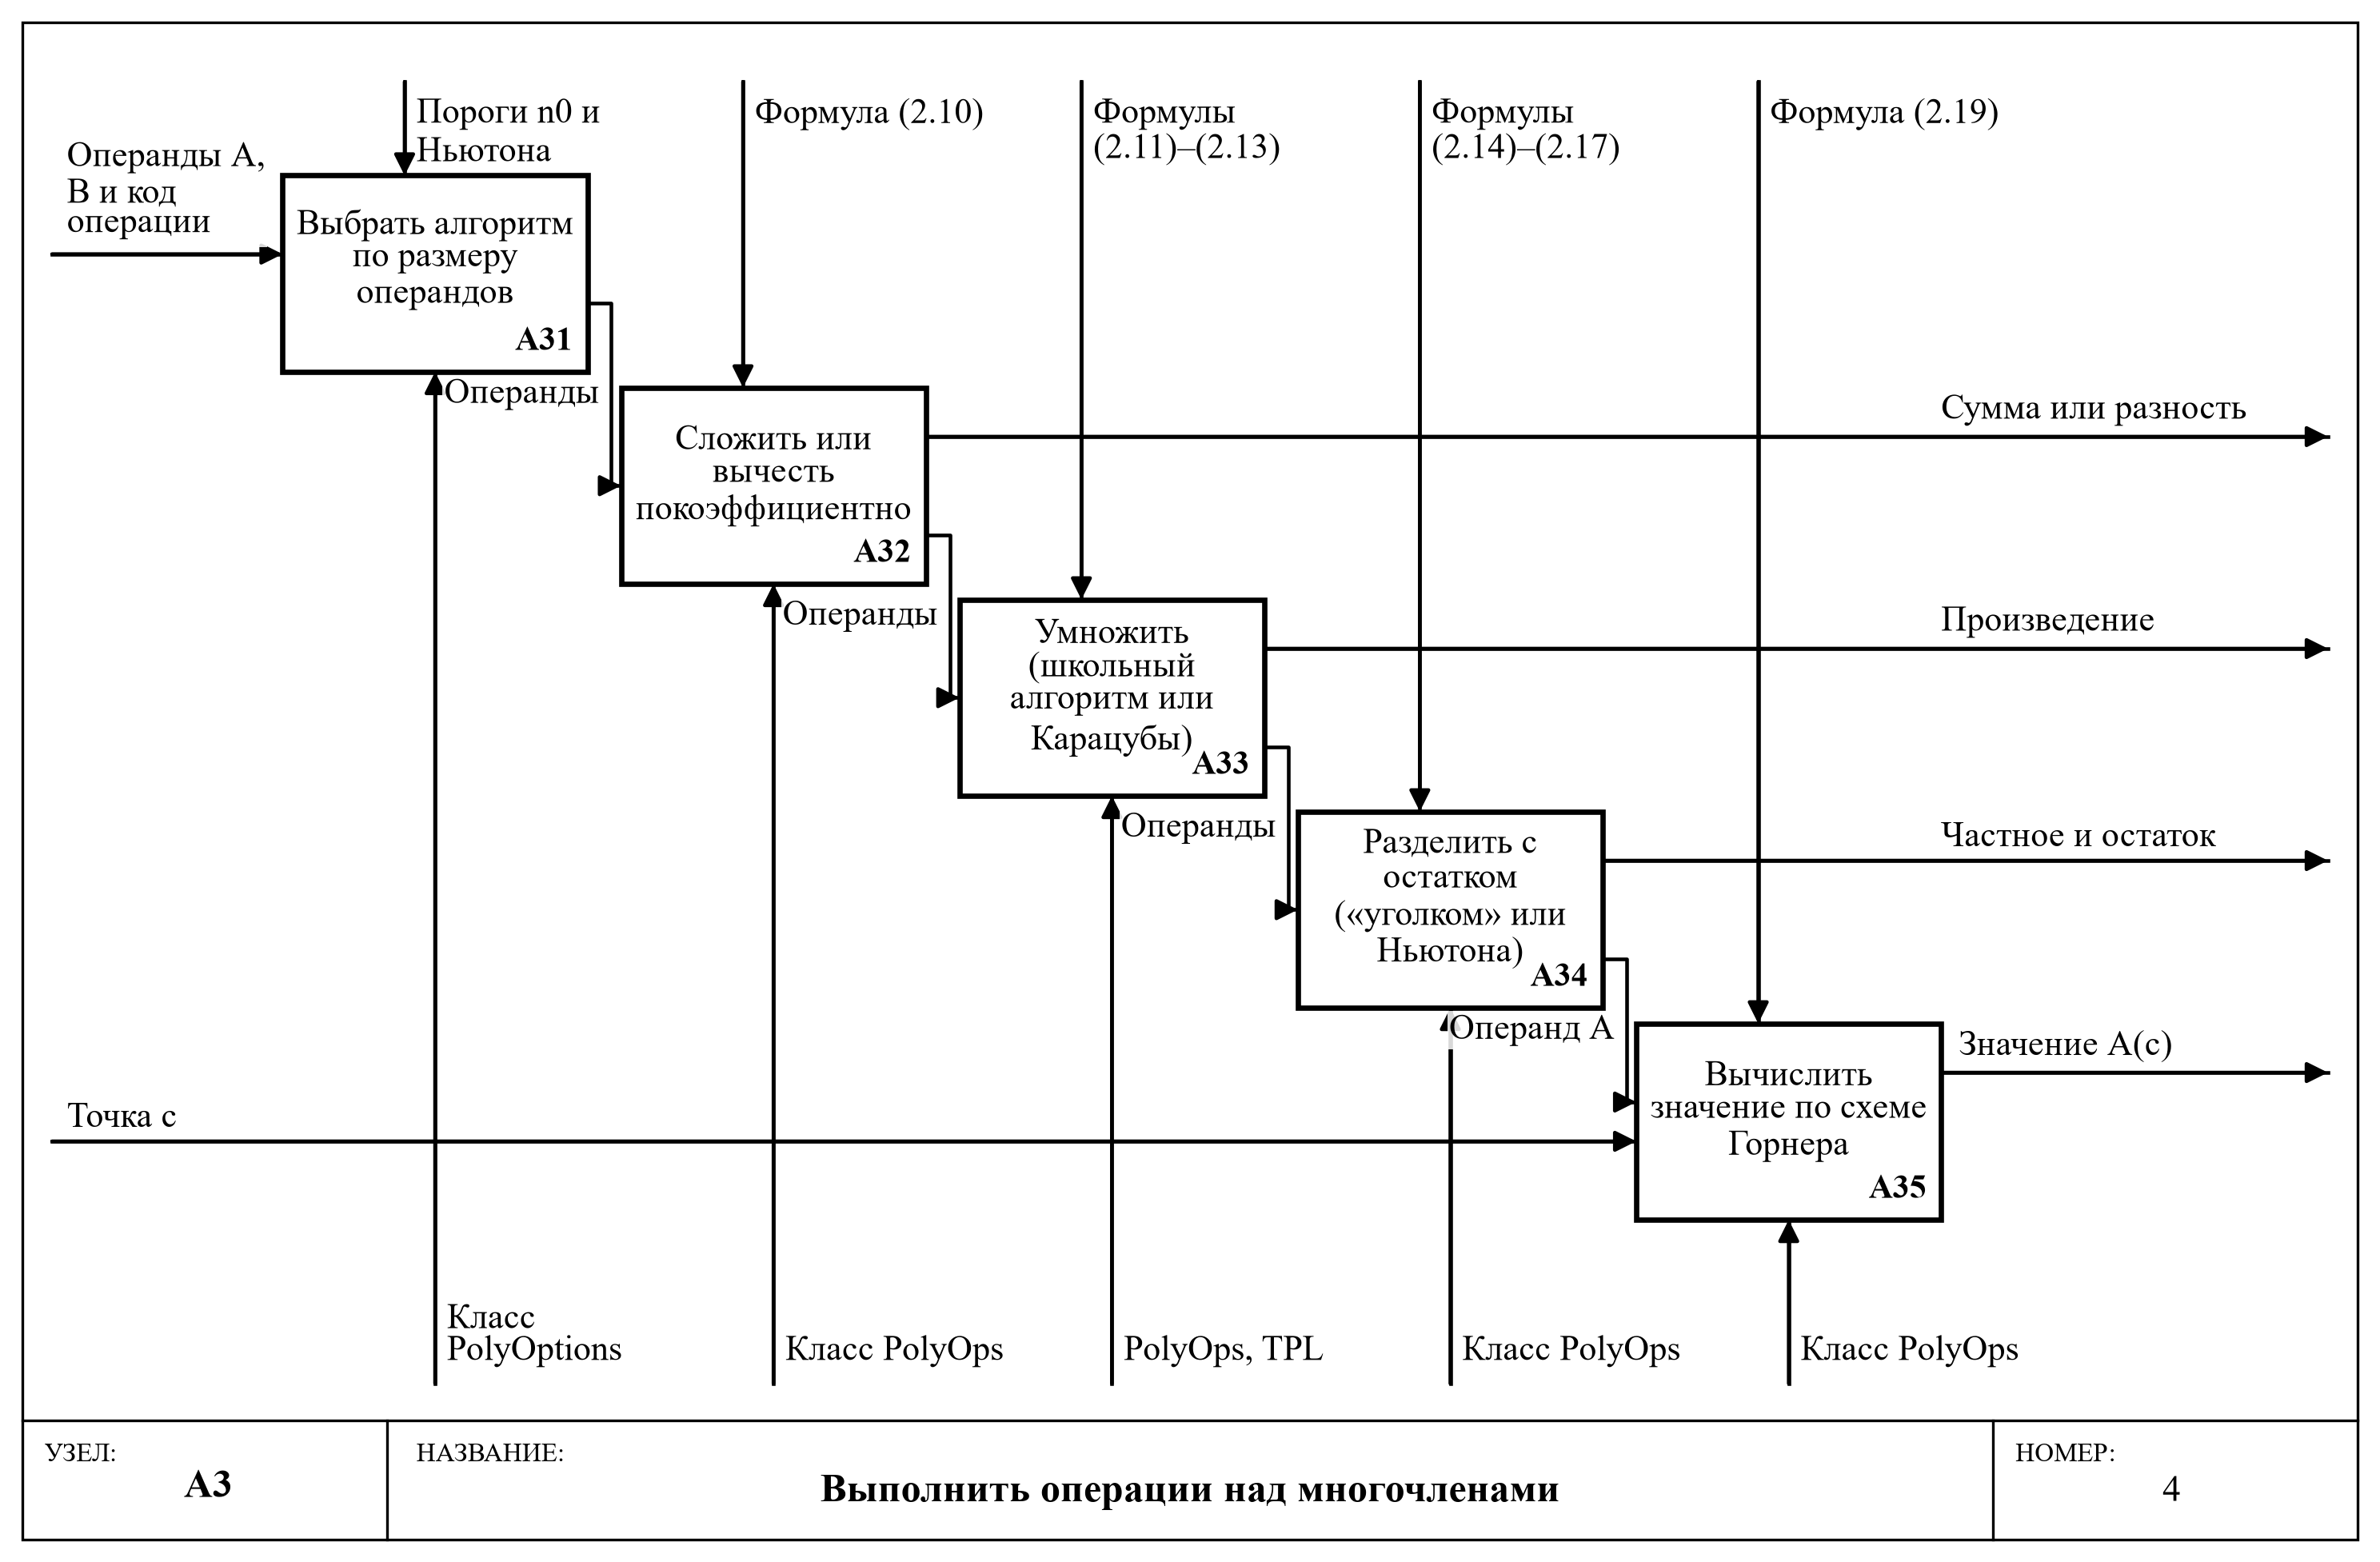 Пороги n0 и
Ньютона
Формула (2.10)
Формулы
(2.11)–(2.13)
Формулы
(2.14)–(2.17)
Формула (2.19)
Операнды A,
B и код
операции
Выбрать алгоритм
по размеру
операндов
A31
Операнды
Сложить или
вычесть
покоэффициентно
A32
Сумма или разность
Операнды
Умножить
(школьный
алгоритм или
Карацубы)
A33
Произведение
Операнды
Разделить с
остатком
(«уголком» или
Ньютона)
A34
Частное и остаток
Операнд A
Вычислить
значение по схеме
Горнера
A35
Значение A(c)
Точка c
Класс
PolyOptions
Класс PolyOps
PolyOps, TPL
Класс PolyOps
Класс PolyOps
УЗЕЛ:
A3
НАЗВАНИЕ:
Выполнить операции над многочленами
НОМЕР:
4